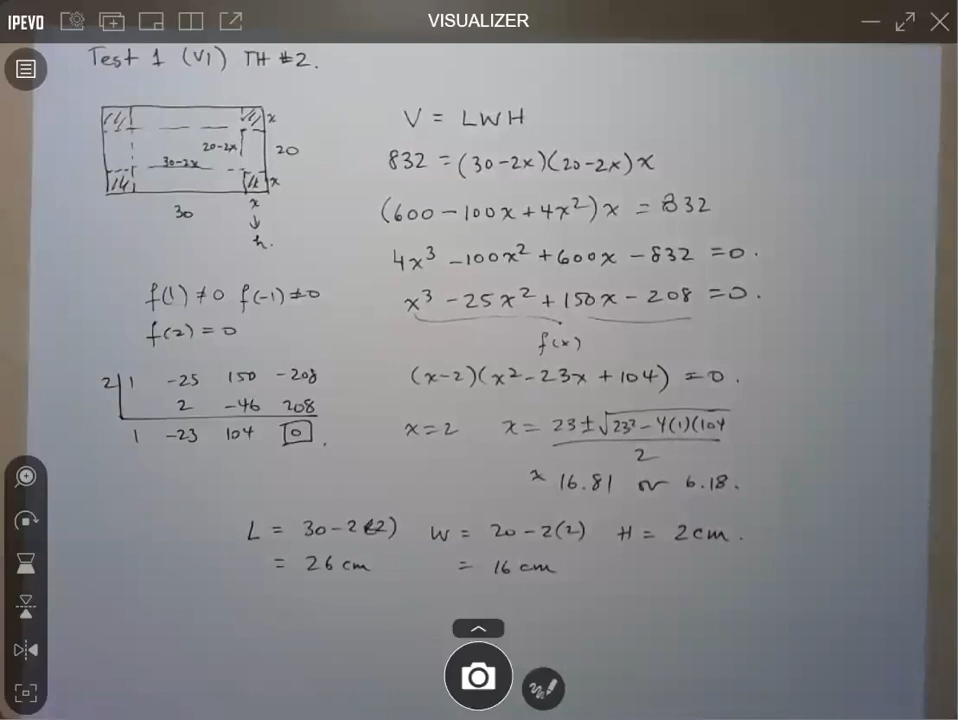 IPEVO VISUALIZER
Test 1 (V1) TH #2.
x
20-2x
20
30-2x
x
30
x
↓
h.
V = LWH
832 = (30-2x)(20-2x)x
(600 - 100x + 4x²)x = 832
4x³ - 100x² + 600x - 832 = 0.
x³ - 25x² + 150x - 208 = 0.
f(x)
f(1) ≠ 0 f(-1) ≠ 0
f(2) = 0
2| 1 -25 150 -208
2 -46 208
1 -23 104 0.
(x-2)(x² - 23x + 104) = 0.
x = 2 x = 23 ± √23² - 4(1)(104
2
≈ 16.81 or 6.18.
L = 30 - 2(2) W = 20 - 2(2) H = 2cm.
= 26 cm = 16 cm